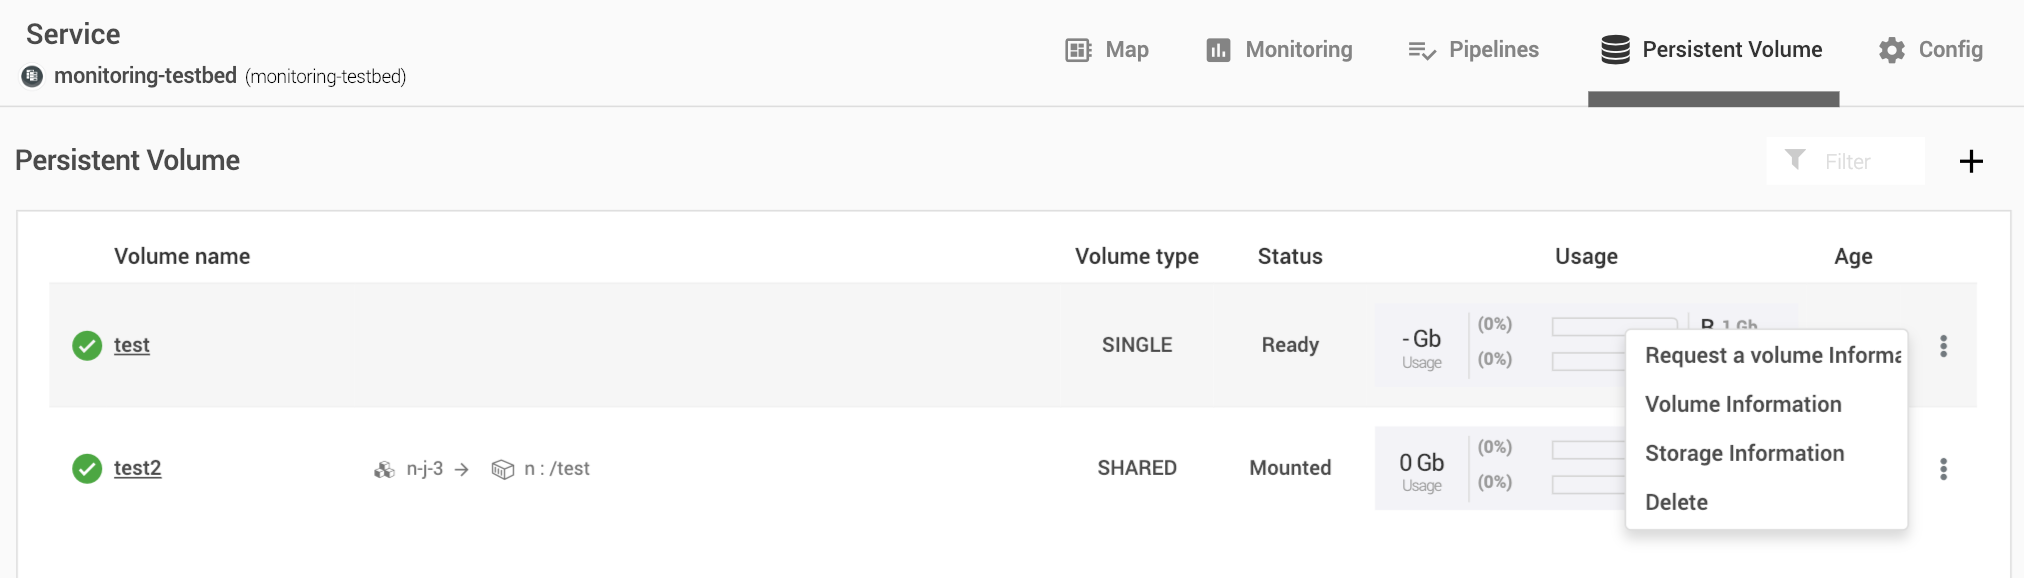 Service
monitoring-testbed (monitoring-testbed)
Map Monitoring Pipelines Persistent Volume Config
Persistent Volume
Filter
Volume name Volume type Status Usage Age
test SINGLE Ready - Gb Usage (0%) (0%) 1 Gb
test2 n-j-3 → n : /test SHARED Mounted 0 Gb Usage (0%) (0%)
Request a volume Informa
Volume Information
Storage Information
Delete